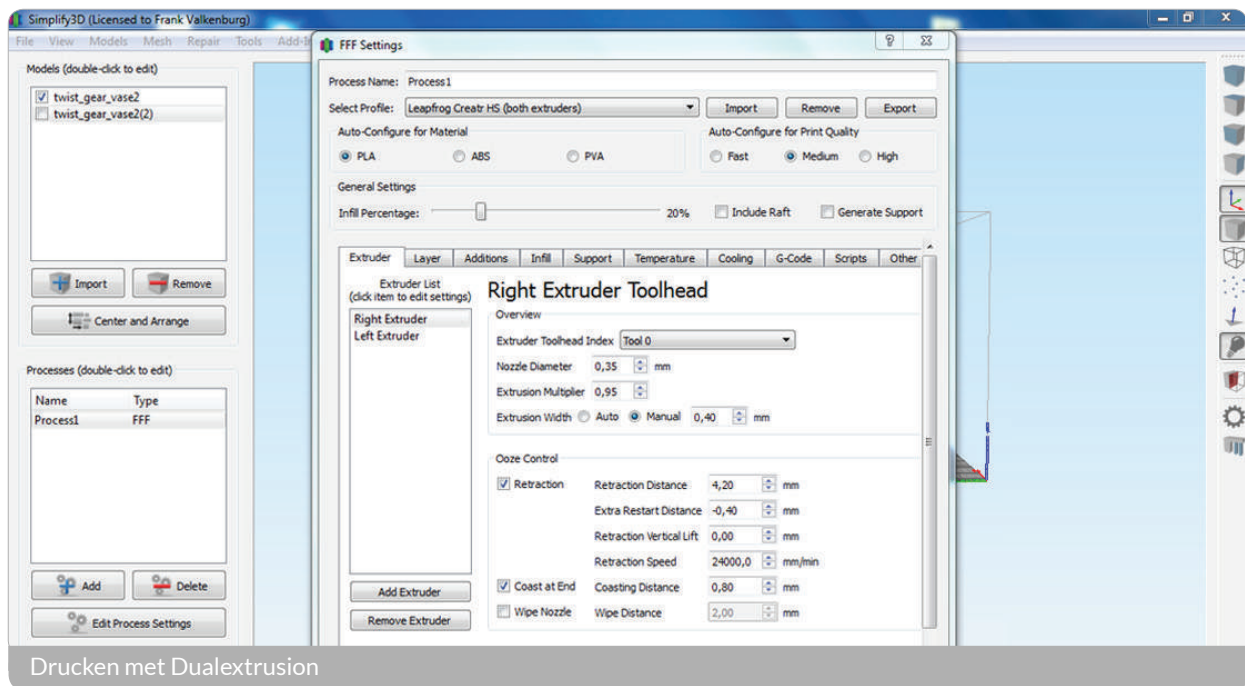 Simplify3D (Licensed to Frank Valkenburg)
File View Models Mesh Repair Tools Add-I
FFF Settings
Models (double-click to edit)
twist_gear_vase2
twist_gear_vase2(2)
Import Remove
Center and Arrange
Processes (double-click to edit)
Name Type
Process1 FFF
Add Delete
Edit Process Settings
Process Name: Process1
Select Profile: Leapfrog Creatr HS (both extruders) Import Remove Export
Auto-Configure for Material
PLA ABS PVA
Auto-Configure for Print Quality
Fast Medium High
General Settings
Infill Percentage: 20% Include Raft Generate Support
Extruder Layer Additions Infill Support Temperature Cooling G-Code Scripts Other
Extruder List
(click item to edit settings)
Right Extruder
Left Extruder
Add Extruder
Remove Extruder
Right Extruder Toolhead
Overview
Extruder Toolhead Index Tool 0
Nozzle Diameter 0,35 mm
Extrusion Multiplier 0,95
Extrusion Width Auto Manual 0,40 mm
Ooze Control
Retraction Retraction Distance 4,20 mm
Extra Restart Distance -0,40 mm
Retraction Vertical Lift 0,00 mm
Retraction Speed 24000,0 mm/min
Coast at End Coasting Distance 0,80 mm
Wipe Nozzle Wipe Distance 2,00 mm
Drucken met Dualextrusion